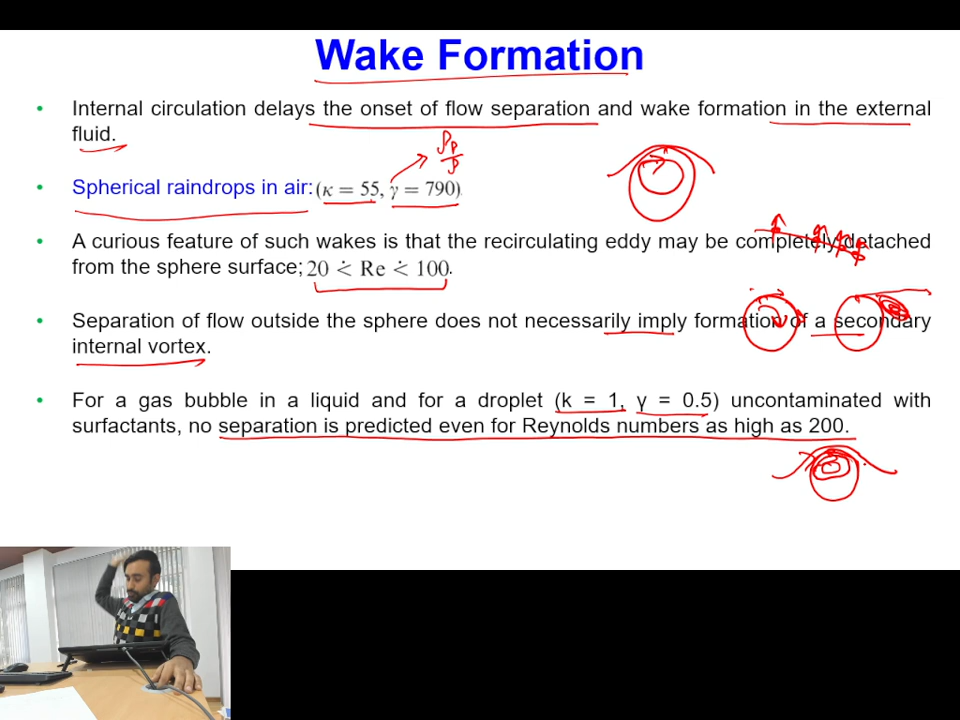 Wake Formation
• Internal circulation delays the onset of flow separation and wake formation in the external
fluid.
ρp/ρ
• Spherical raindrops in air: (κ = 55, γ = 790)
• A curious feature of such wakes is that the recirculating eddy may be completely detached
from the sphere surface; 20 ⋖ Re ⋖ 100.
• Separation of flow outside the sphere does not necessarily imply formation of a secondary
internal vortex.
• For a gas bubble in a liquid and for a droplet (k = 1, γ = 0.5) uncontaminated with
surfactants, no separation is predicted even for Reynolds numbers as high as 200.